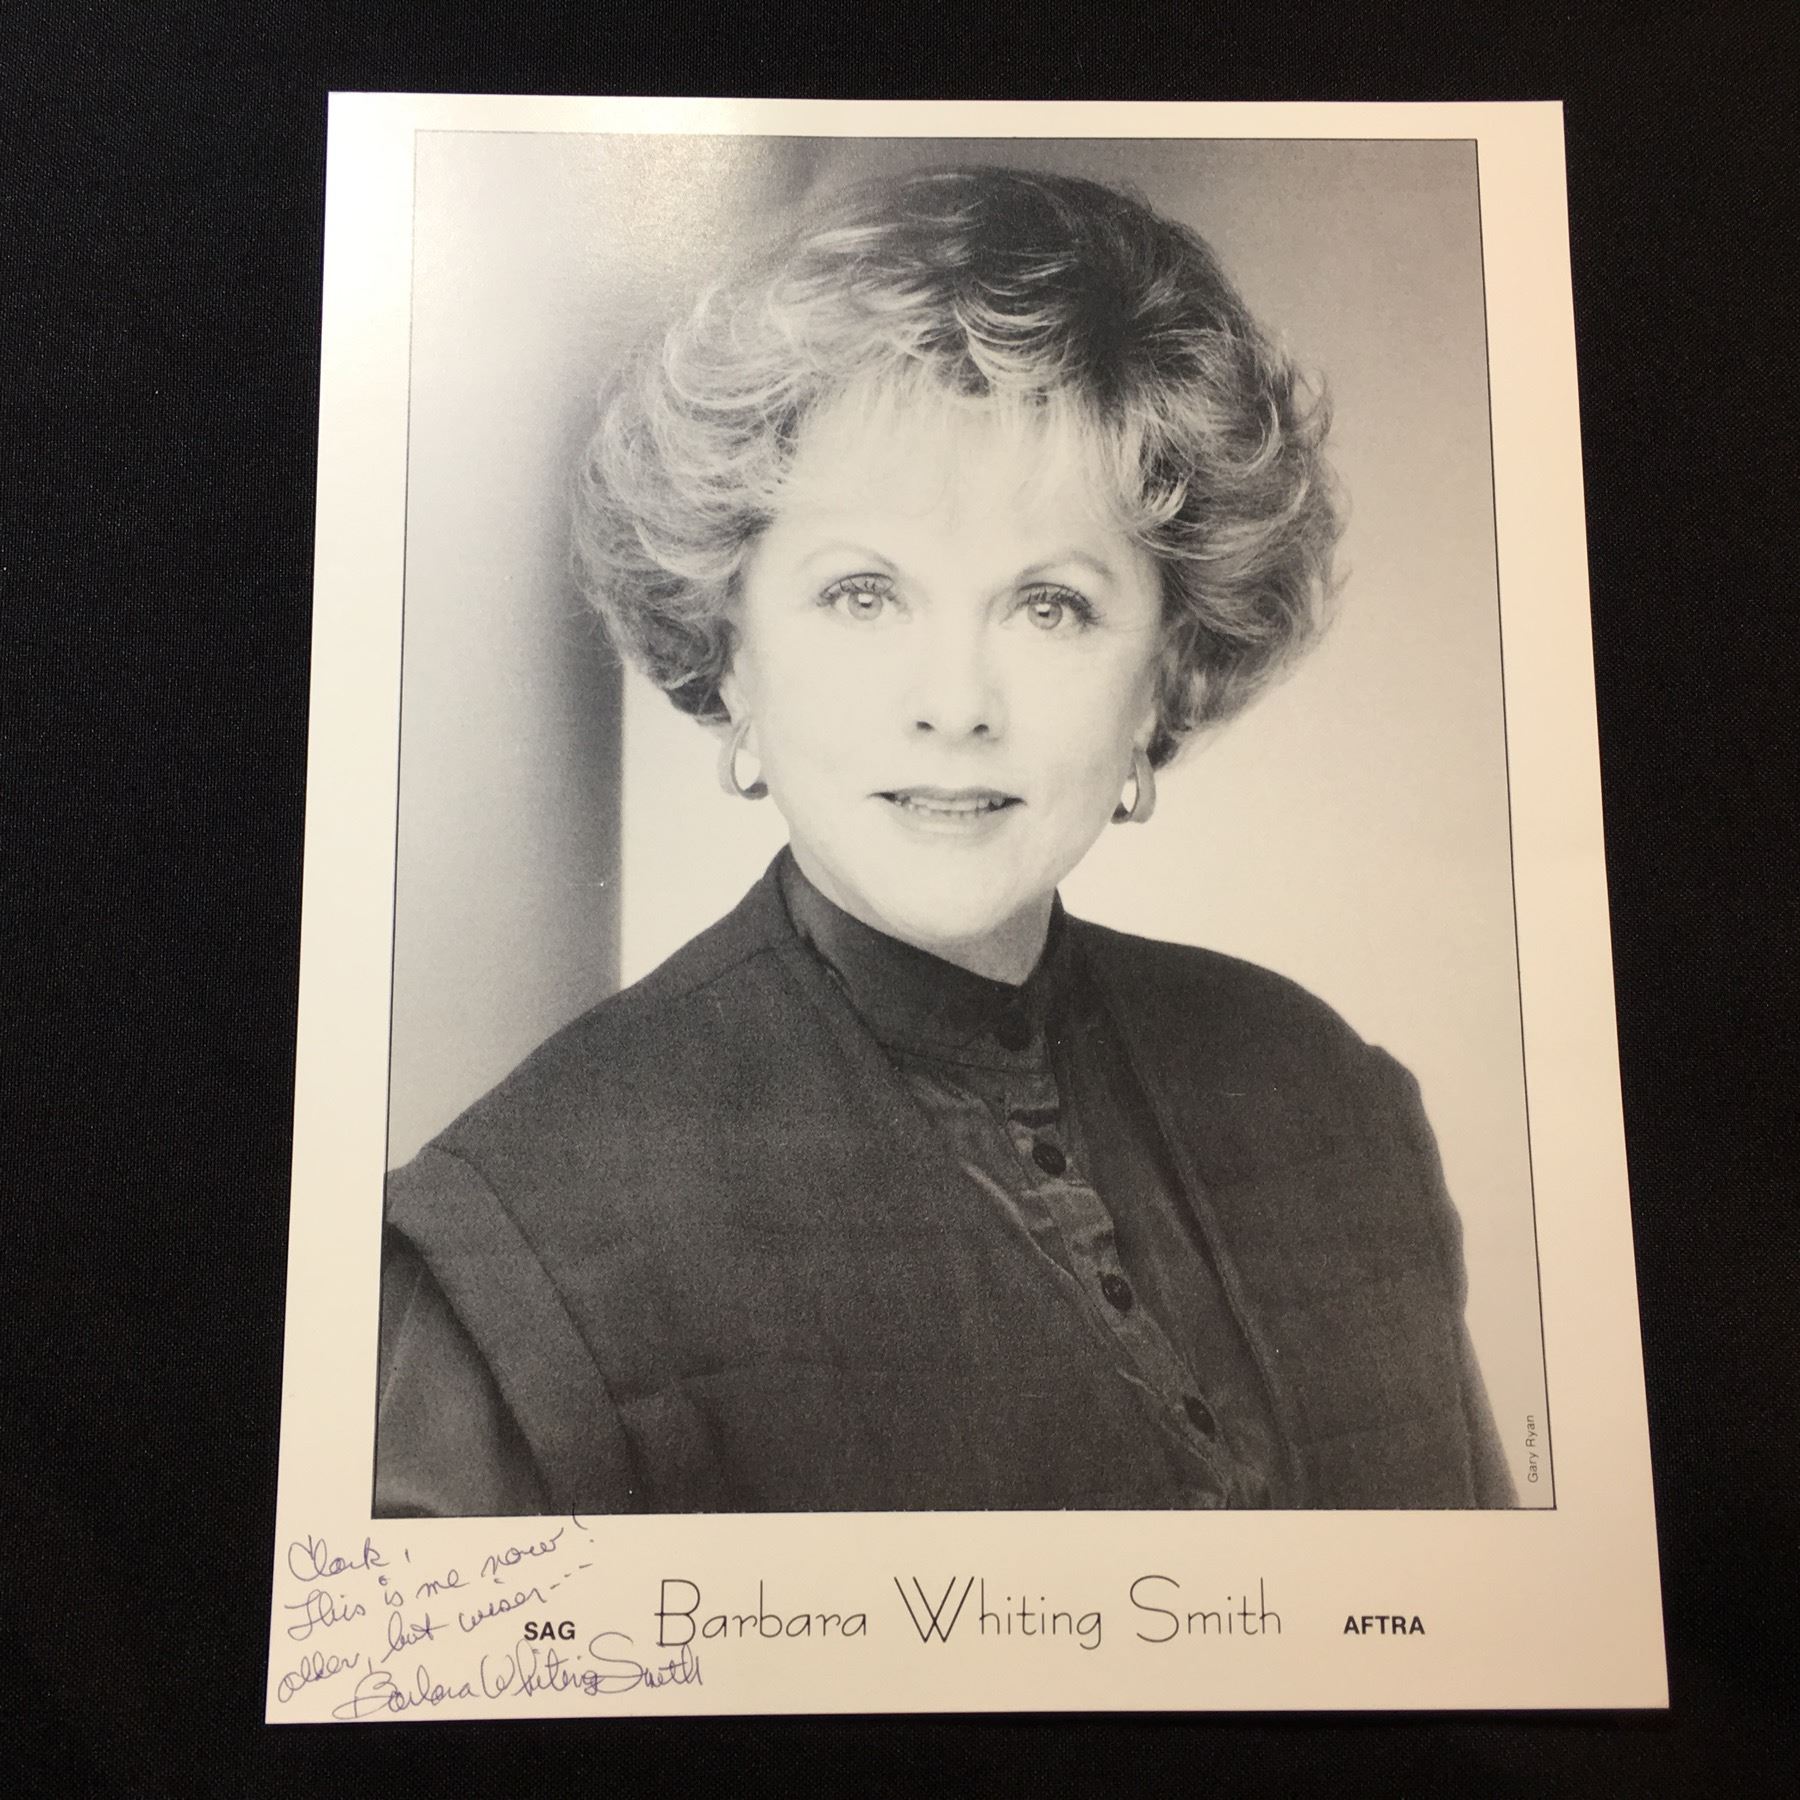 Gary Ryan
Clark,
This is me now!
older, but wiser---
Barbara Whiting Smith
SAG
Barbara Whiting Smith
AFTRA